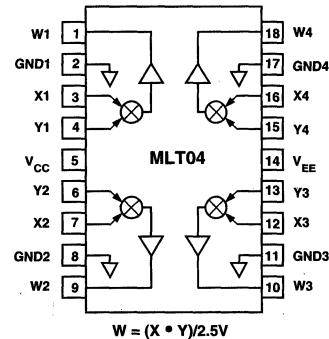 W1 1 18 W4
GND1 2 17 GND4
X1 3 16 X4
Y1 4 15 Y4
VCC 5 MLT04 14 VEE
Y2 6 13 Y3
X2 7 12 X3
GND2 8 11 GND3
W2 9 10 W3
W = (X • Y)/2.5V